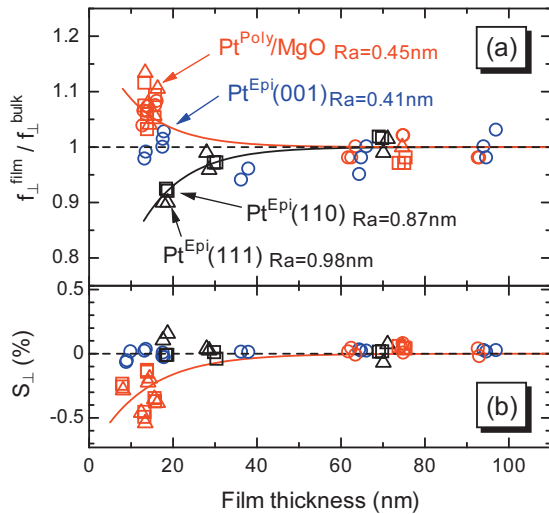 1.2
(a)
Pt^Poly/MgO Ra=0.45nm
1.1
Pt^Epi(001) Ra=0.41nm
f⊥^film / f⊥^bulk
1
0.9
Pt^Epi(110) Ra=0.87nm
Pt^Epi(111) Ra=0.98nm
0.8
0.5
S⊥ (%)
0
-0.5
(b)
0 20 40 60 80 100
Film thickness (nm)